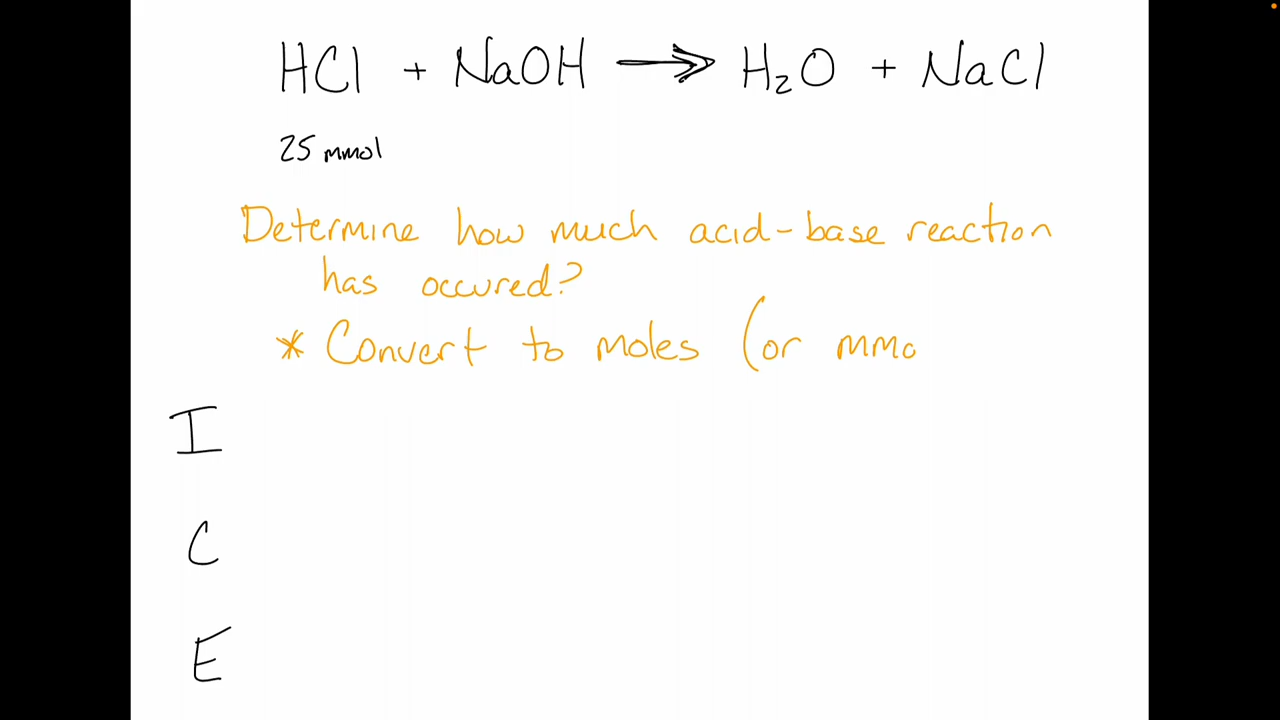 HCl + NaOH → H₂O + NaCl
25 mmol
Determine how much acid-base reaction
has occured?
* Convert to moles (or mmo
I
C
E